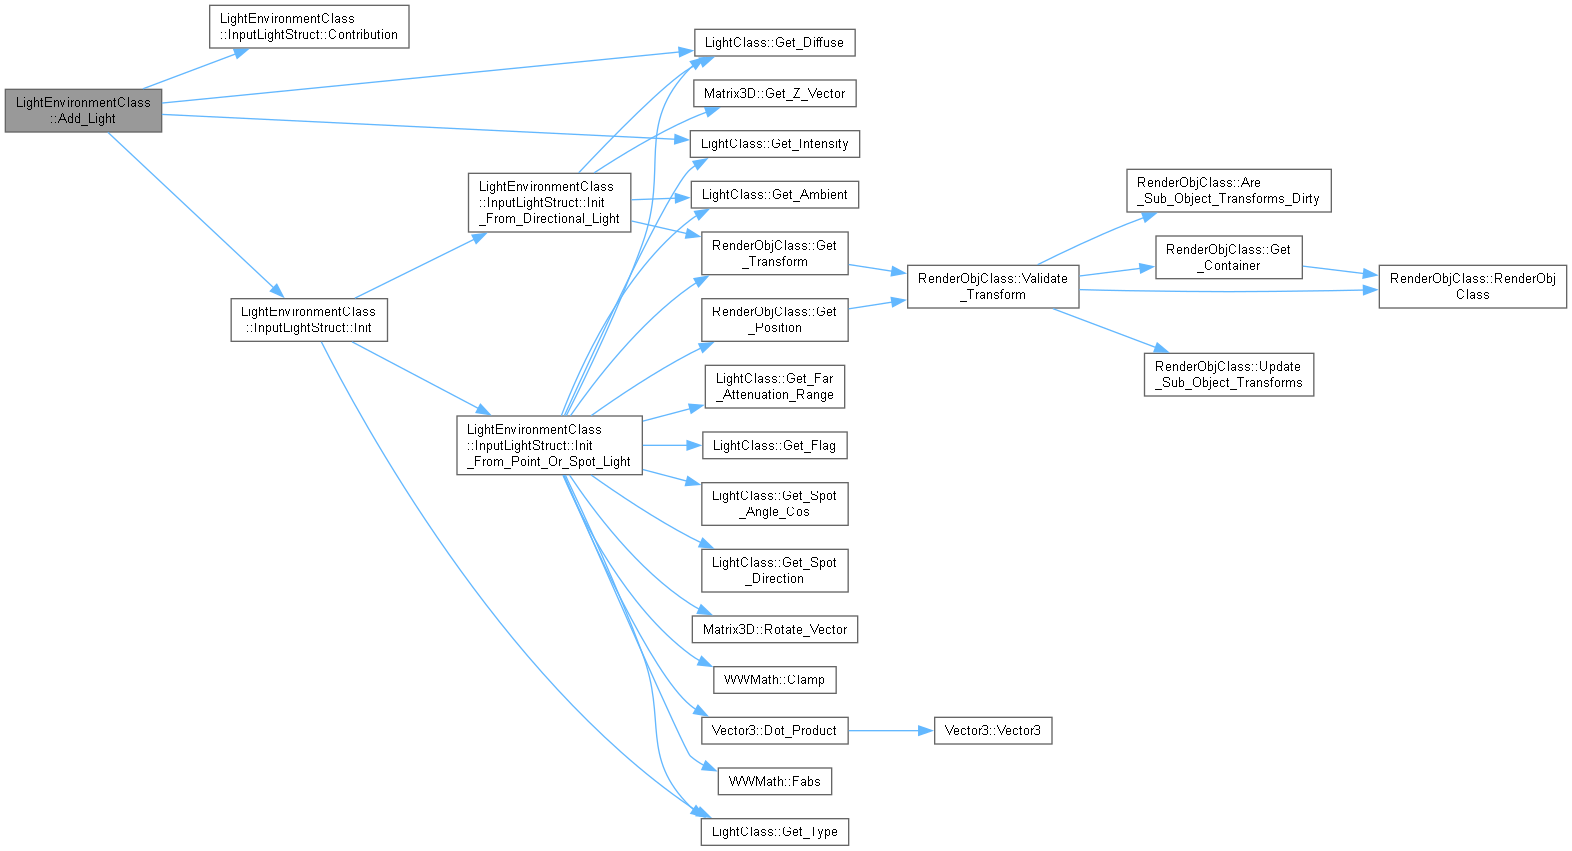 LightEnvironmentClass
::Add_Light
LightEnvironmentClass
::InputLightStruct::Contribution
LightEnvironmentClass
::InputLightStruct::Init
LightEnvironmentClass
::InputLightStruct::Init
_From_Directional_Light
LightEnvironmentClass
::InputLightStruct::Init
_From_Point_Or_Spot_Light
LightClass::Get_Diffuse
Matrix3D::Get_Z_Vector
LightClass::Get_Intensity
LightClass::Get_Ambient
RenderObjClass::Get
_Transform
RenderObjClass::Get
_Position
LightClass::Get_Far
_Attenuation_Range
LightClass::Get_Flag
LightClass::Get_Spot
_Angle_Cos
LightClass::Get_Spot
_Direction
Matrix3D::Rotate_Vector
WWMath::Clamp
Vector3::Dot_Product
WWMath::Fabs
LightClass::Get_Type
RenderObjClass::Validate
_Transform
Vector3::Vector3
RenderObjClass::Are
_Sub_Object_Transforms_Dirty
RenderObjClass::Get
_Container
RenderObjClass::Update
_Sub_Object_Transforms
RenderObjClass::RenderObj
Class